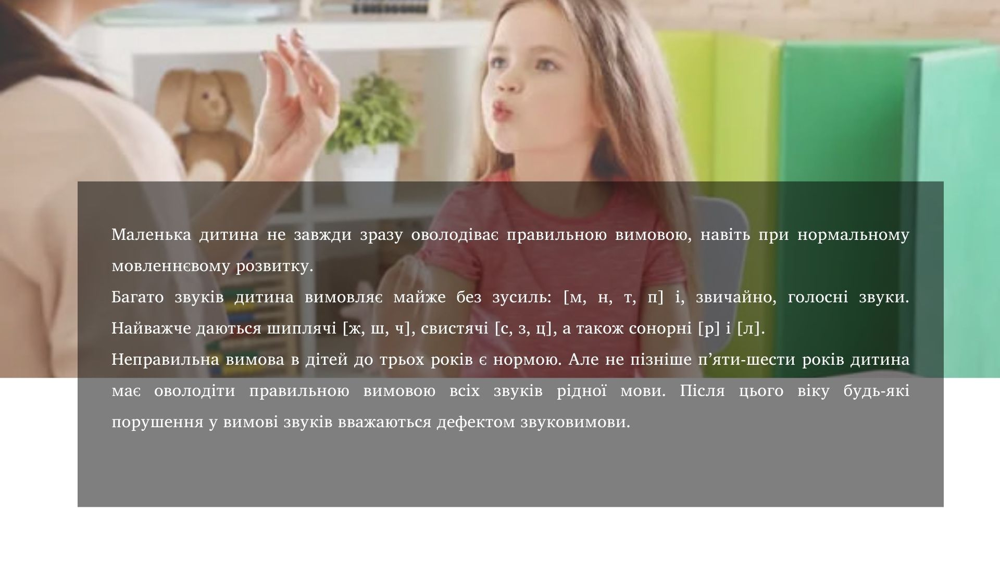 Маленька дитина не завжди зразу оволодіває правильною вимовою, навіть при нормальному
мовленнєвому розвитку.
Багато звуків дитина вимовляє майже без зусиль: [м, н, т, п] і, звичайно, голосні звуки.
Найважче даються шиплячі [ж, ш, ч], свистячі [с, з, ц], а також сонорні [р] і [л].
Неправильна вимова в дітей до трьох років є нормою. Але не пізніше п’яти-шести років дитина
має оволодіти правильною вимовою всіх звуків рідної мови. Після цього віку будь-які
порушення у вимові звуків вважаються дефектом звуковимови.